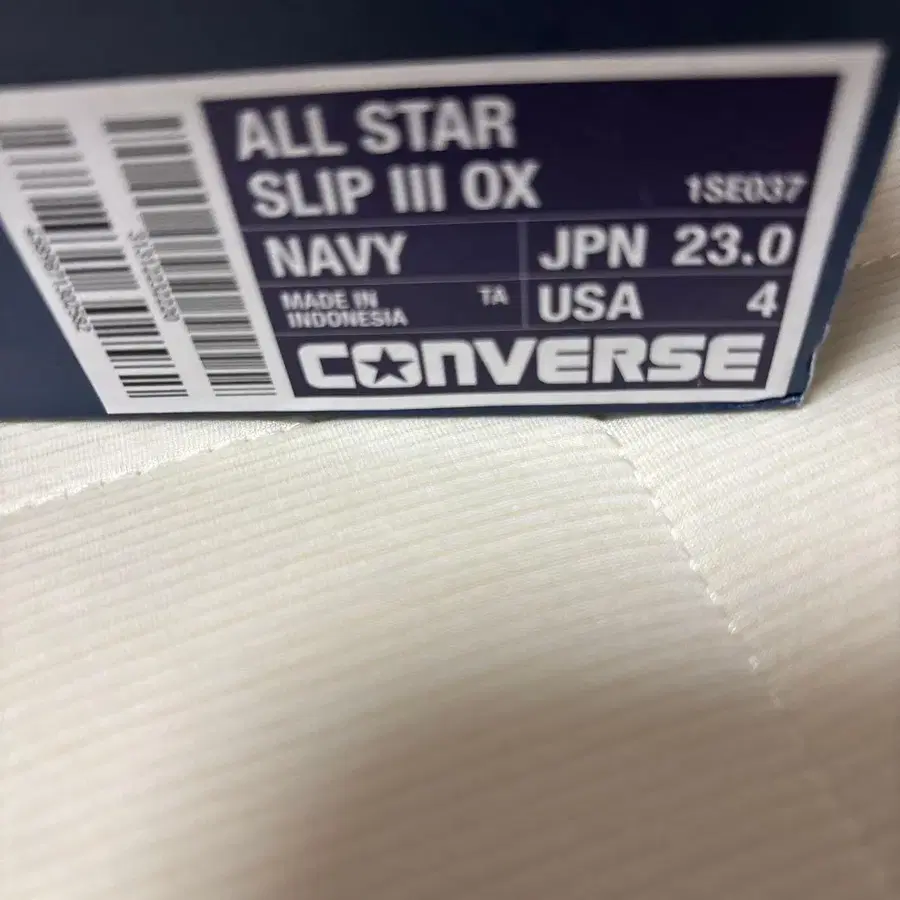 ALL STAR
SLIP III OX 1SE037
NAVY JPN 23.0
MADE IN INDONESIA TA USA 4
CONVERSE